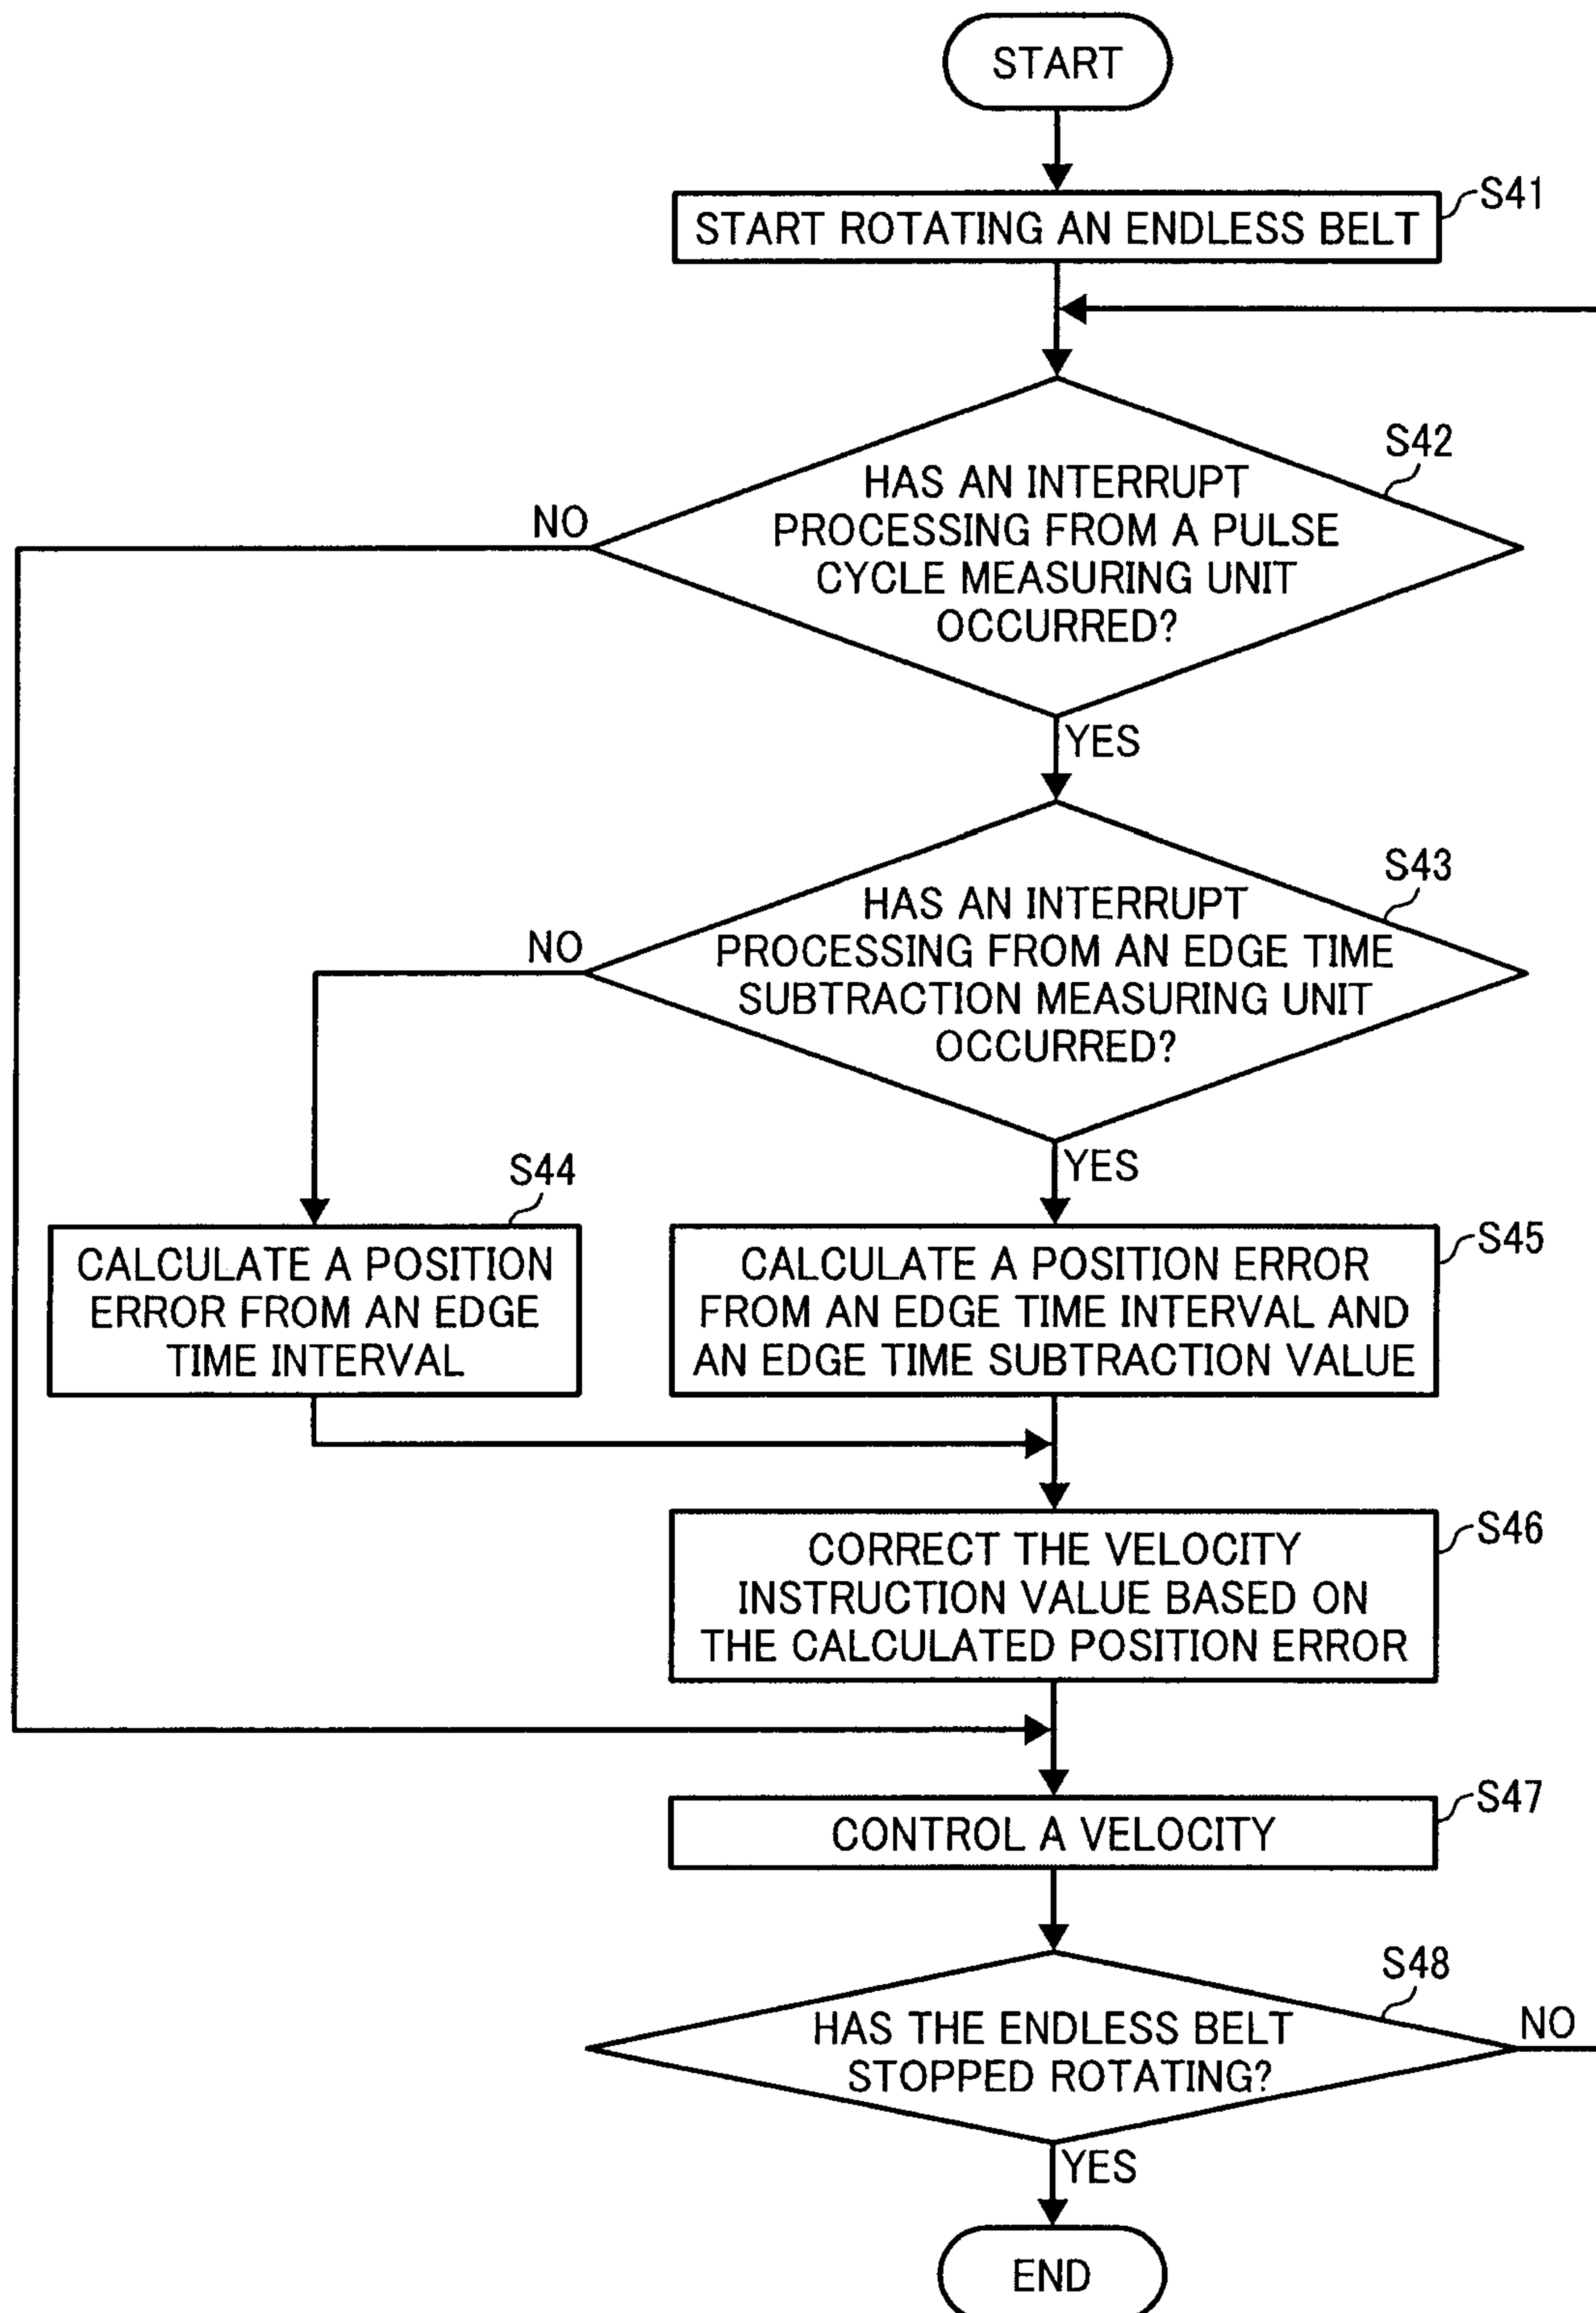 START
START ROTATING AN ENDLESS BELT
S41
S42
HAS AN INTERRUPT
PROCESSING FROM A PULSE
CYCLE MEASURING UNIT
OCCURRED?
NO
YES
S43
HAS AN INTERRUPT
PROCESSING FROM AN EDGE TIME
SUBTRACTION MEASURING UNIT
OCCURRED?
NO
YES
S44
CALCULATE A POSITION
ERROR FROM AN EDGE
TIME INTERVAL
S45
CALCULATE A POSITION ERROR
FROM AN EDGE TIME INTERVAL AND
AN EDGE TIME SUBTRACTION VALUE
S46
CORRECT THE VELOCITY
INSTRUCTION VALUE BASED ON
THE CALCULATED POSITION ERROR
S47
CONTROL A VELOCITY
S48
HAS THE ENDLESS BELT
STOPPED ROTATING?
NO
YES
END